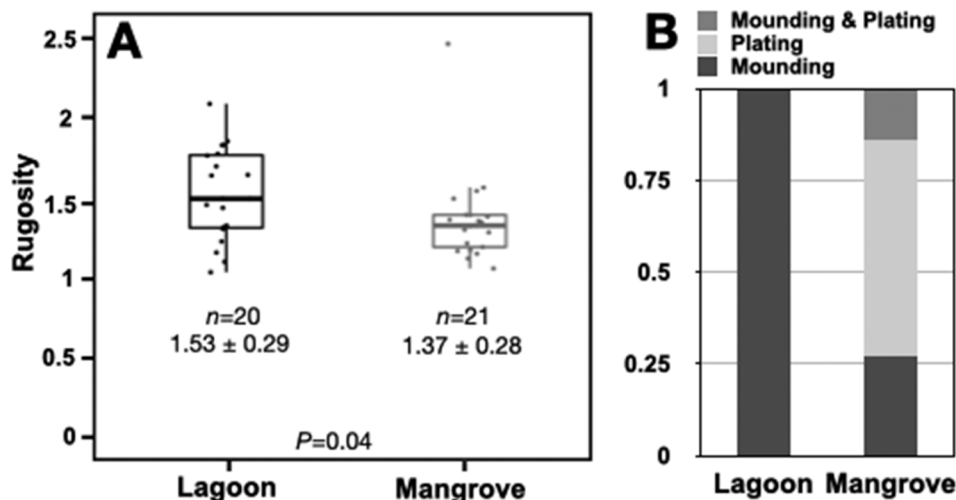 A
Rugosity
2.5
2
1.5
1
0.5
0
n=20
1.53 ± 0.29
n=21
1.37 ± 0.28
P=0.04
Lagoon
Mangrove
B
Mounding & Plating
Plating
Mounding
1
0.75
0.5
0.25
0
Lagoon
Mangrove